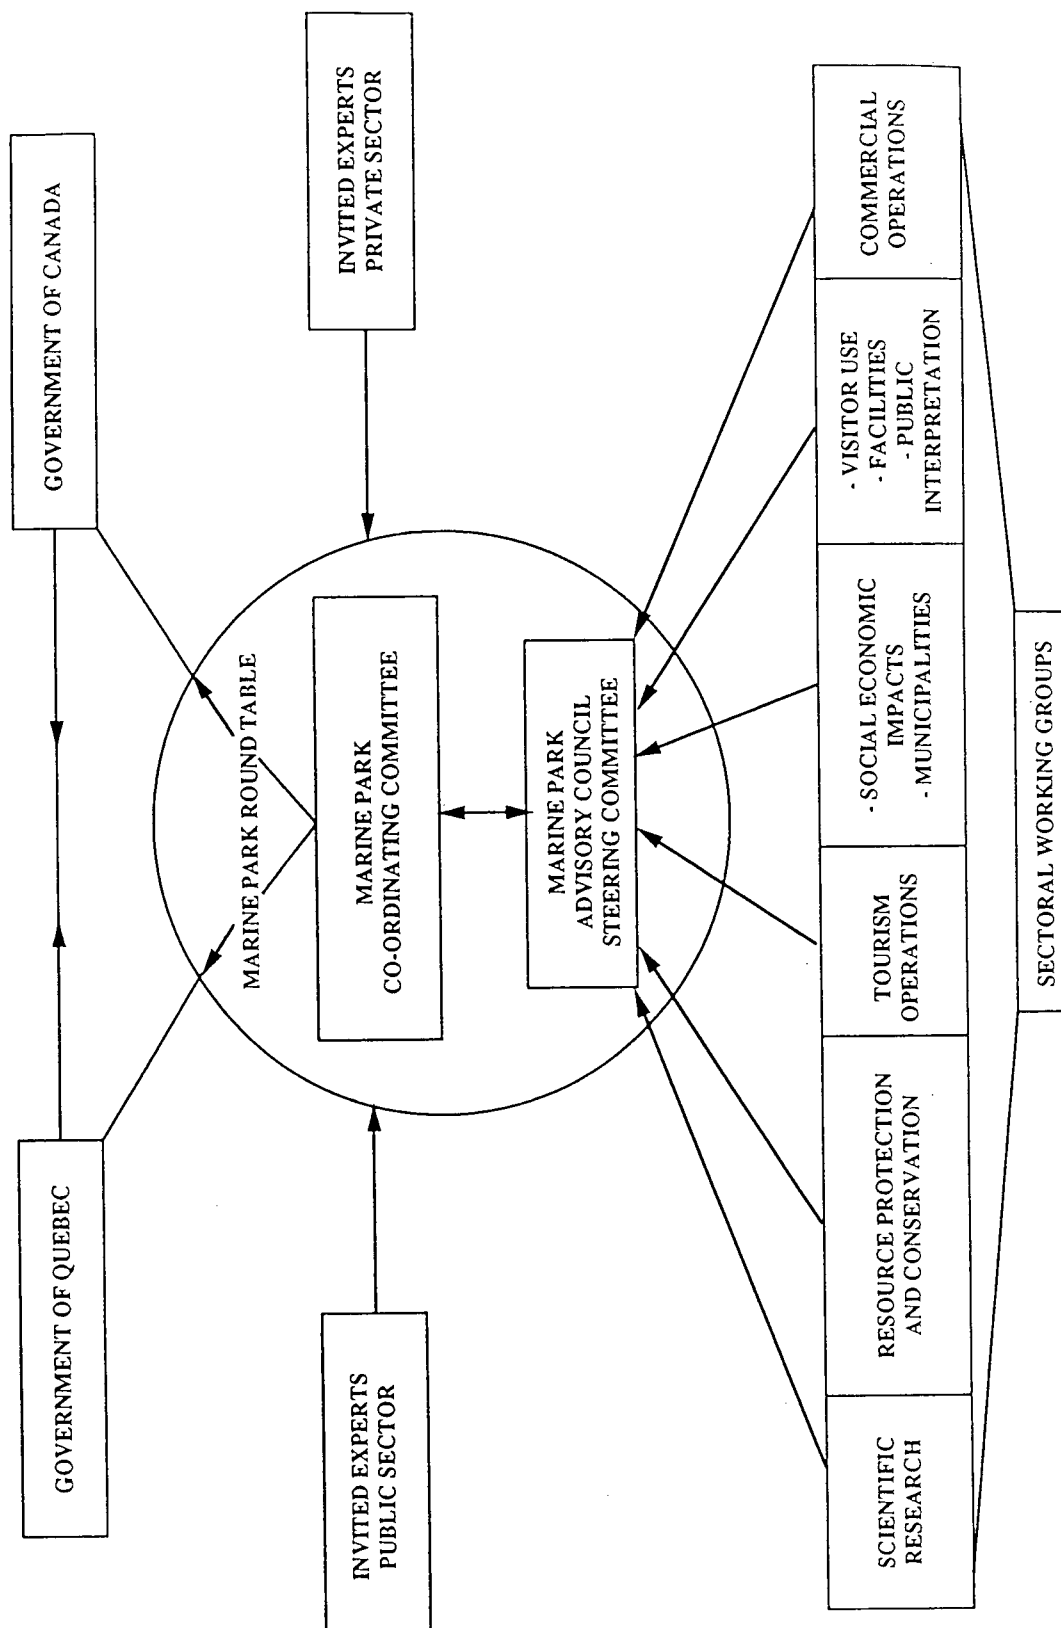 GOVERNMENT OF QUEBEC
GOVERNMENT OF CANADA
INVITED EXPERTS
PUBLIC SECTOR
MARINE PARK ROUND TABLE
INVITED EXPERTS
PRIVATE SECTOR
MARINE PARK
CO-ORDINATING COMMITTEE
MARINE PARK
ADVISORY COUNCIL
STEERING COMMITTEE
SCIENTIFIC
RESEARCH
RESOURCE PROTECTION
AND CONSERVATION
TOURISM
OPERATIONS
- SOCIAL ECONOMIC
IMPACTS
- MUNICIPALITIES
- VISITOR USE
- FACILITIES
- PUBLIC
INTERPRETATION
COMMERCIAL
OPERATIONS
SECTORAL WORKING GROUPS